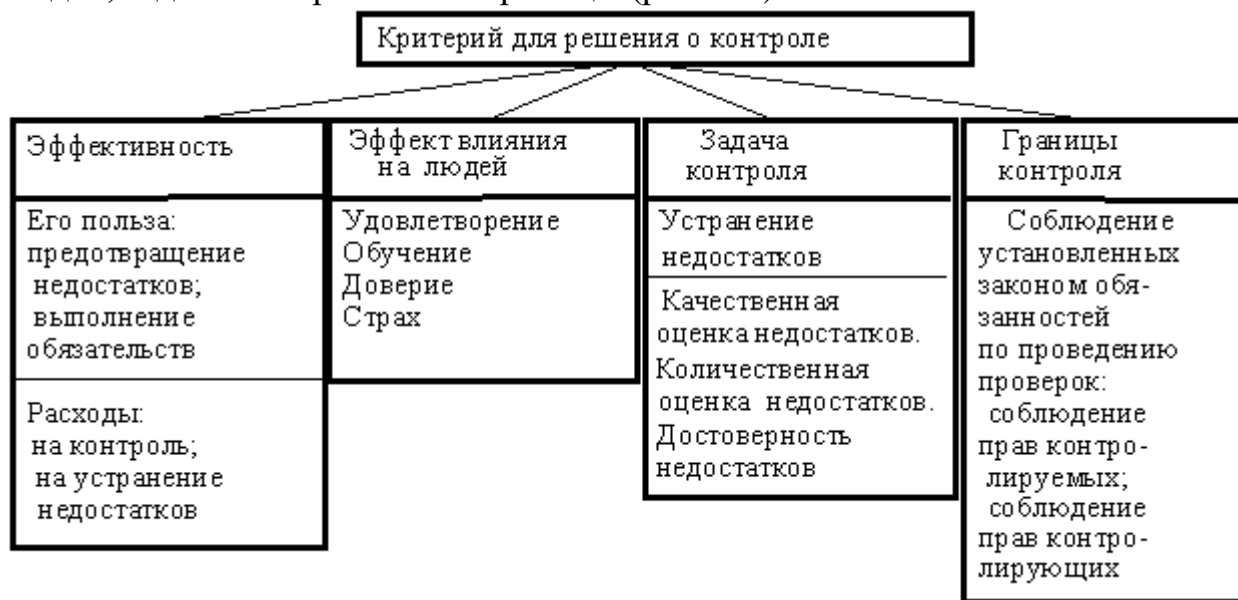 Критерий для решения о контроле
Эффективность
Его польза:
предотвращение
недостатков;
выполнение
обязательств
Расходы:
на контроль;
на устранение
недостатков
Эффект влияния
на людей
Удовлетворение
Обучение
Доверие
Страх
Задача
контроля
Устранение
недостатков
Качественная
оценка недостатков.
Количественная
оценка недостатков.
Достоверность
недостатков
Границы
контроля
Соблюдение
установленных
законом обя-
занностей
по проведению
проверок:
соблюдение
прав контро-
лируемых;
соблюдение
прав контро-
лирующих